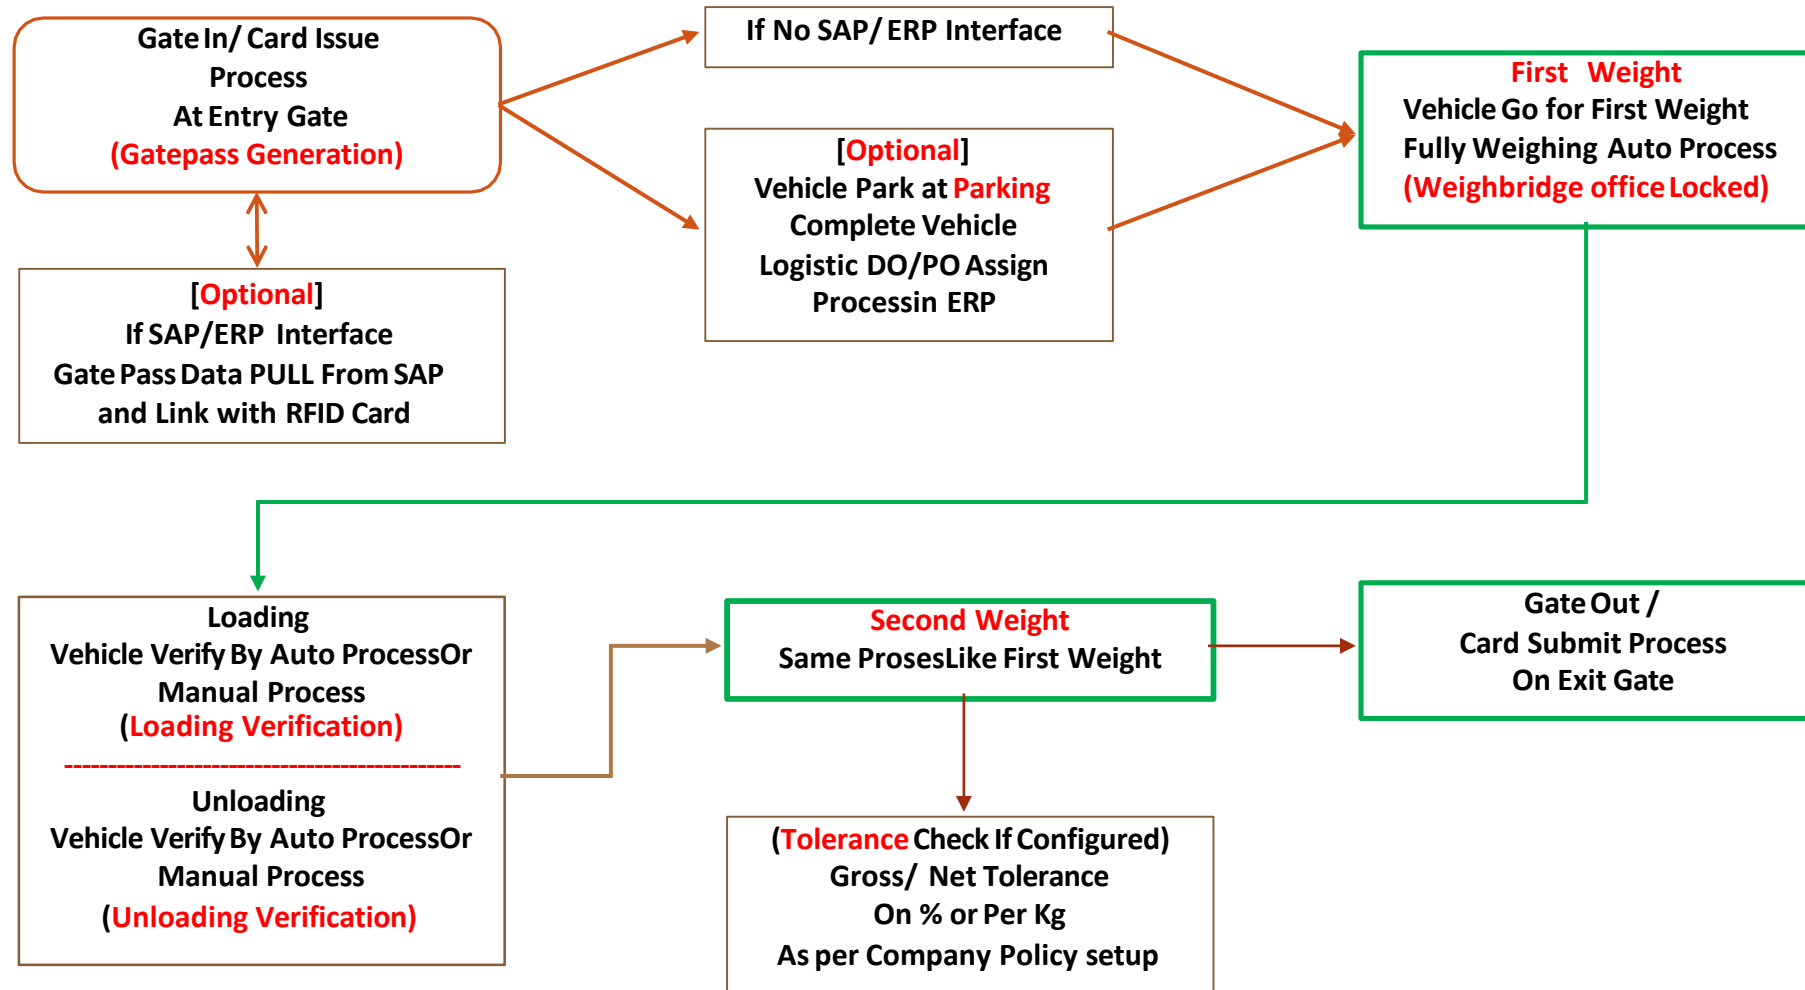 Gate In/ Card Issue
Process
At Entry Gate
(Gatepass Generation)
[Optional]
If SAP/ERP Interface
Gate Pass Data PULL From SAP
and Link with RFID Card
If No SAP/ ERP Interface
[Optional]
Vehicle Park at Parking
Complete Vehicle
Logistic DO/PO Assign
Processin ERP
First Weight
Vehicle Go for First Weight
Fully Weighing Auto Process
(Weighbridge office Locked)
Loading
Vehicle Verify By Auto ProcessOr
Manual Process
(Loading Verification)
---------------------------------------------
Unloading
Vehicle Verify By Auto ProcessOr
Manual Process
(Unloading Verification)
Second Weight
Same ProsesLike First Weight
(Tolerance Check If Configured)
Gross/ Net Tolerance
On % or Per Kg
As per Company Policy setup
Gate Out /
Card Submit Process
On Exit Gate